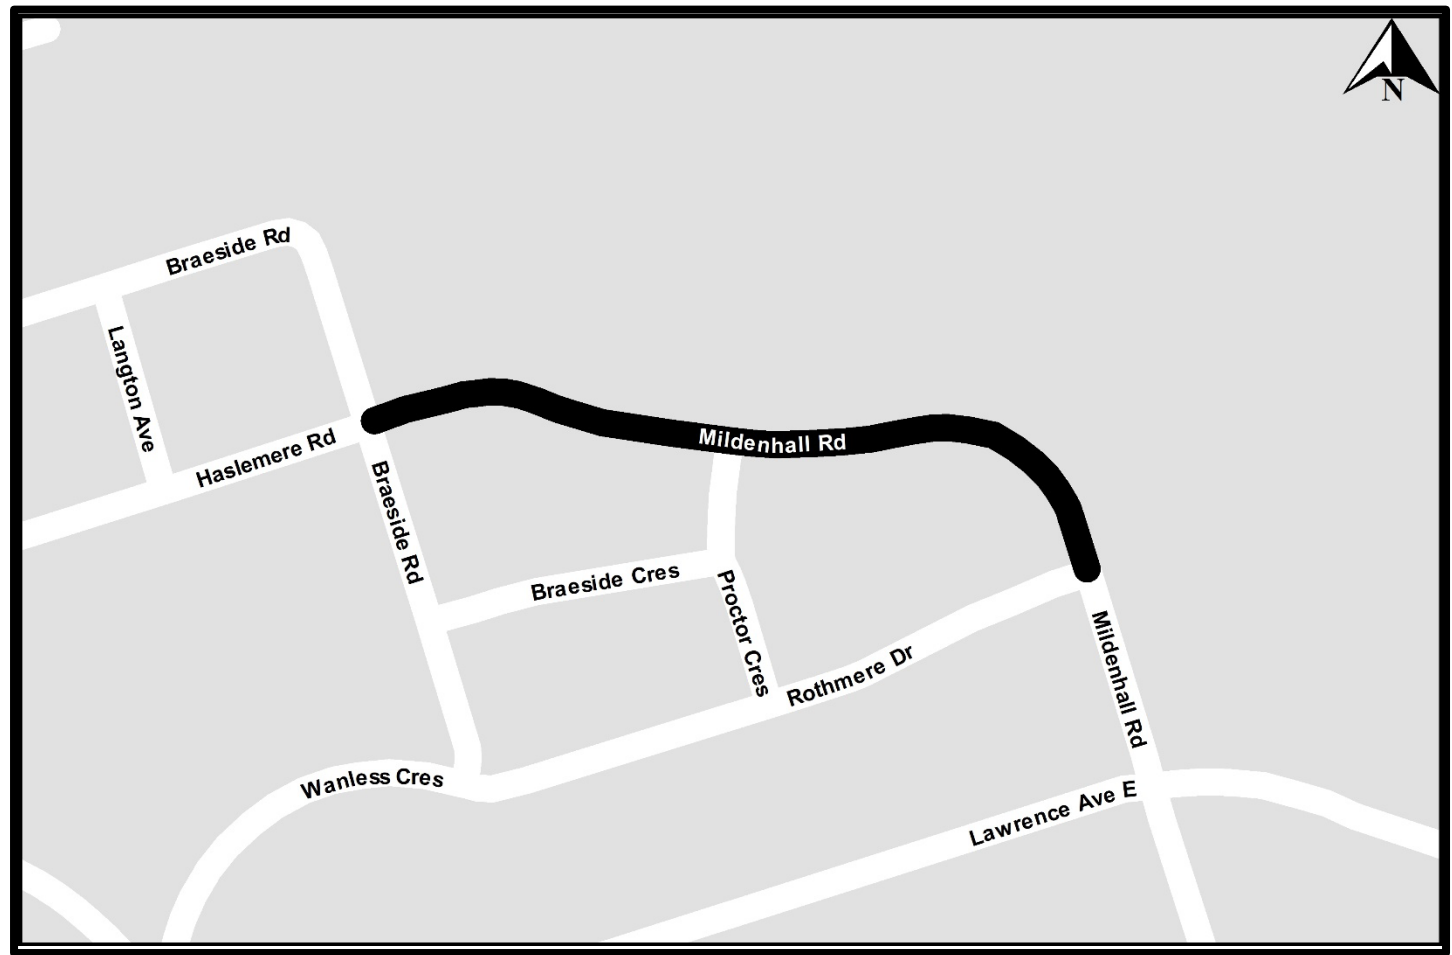 N
Braeside Rd
Langton Ave
Haslemere Rd
Mildenhall Rd
Braeside Rd
Braeside Cres
Proctor Cres
Rothmere Dr
Mildenhall Rd
Wanless Cres
Lawrence Ave E